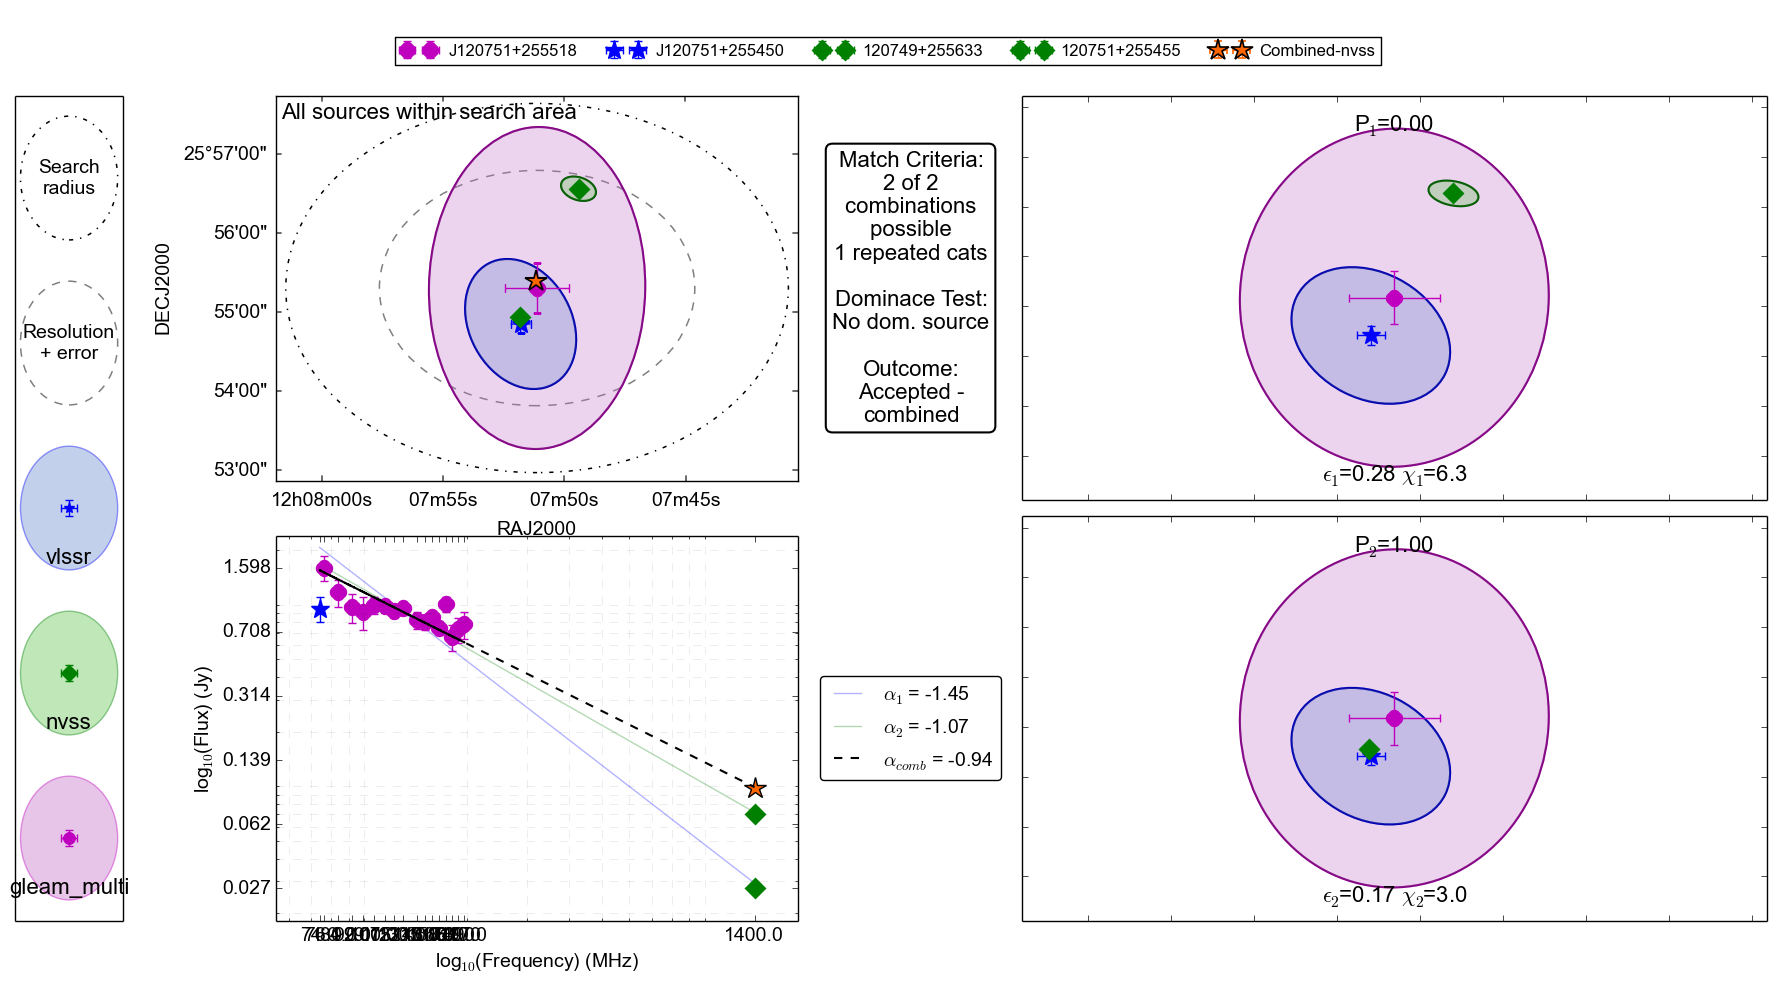 J120751+255518 J120751+255450 120749+255633 120751+255455 Combined-nvss
Search
radius
Resolution
+ error
vlssr
nvss
gleam_multi
All sources within search area
DECJ2000
25°57'00"
56'00"
55'00"
54'00"
53'00"
12h08m00s 07m55s 07m50s 07m45s
RAJ2000
Match Criteria:
2 of 2
combinations
possible
1 repeated cats
Dominace Test:
No dom. source
Outcome:
Accepted -
combined
P1=0.00
ϵ1=0.28 χ1=6.3
P2=1.00
ϵ2=0.17 χ2=3.0
log10(Flux) (Jy)
1.598
0.708
0.314
0.139
0.062
0.027
1400.0
log10(Frequency) (MHz)
α1 = -1.45
α2 = -1.07
αcomb = -0.94